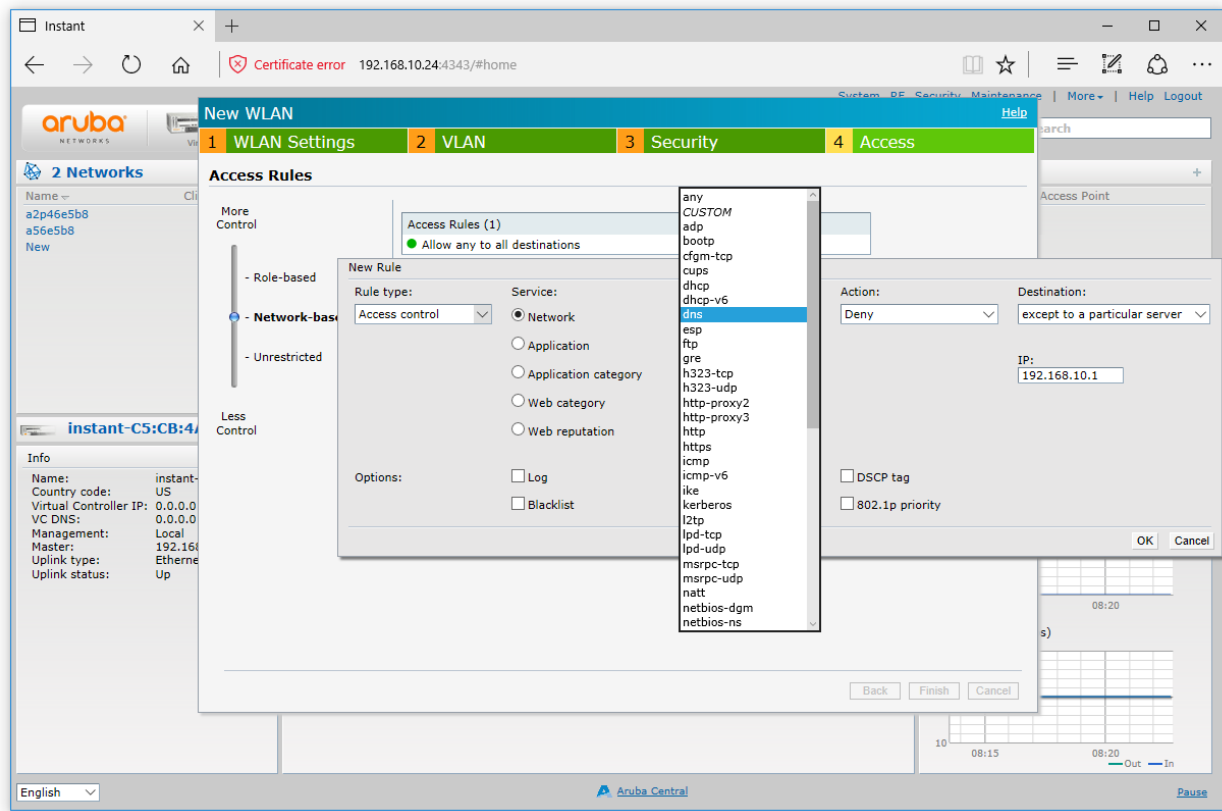 Instant
Certificate error 192.168.10.24:4343/#home
System RF Security Maintenance | More | Help Logout
aruba
NETWORKS
New WLAN
Help
1 WLAN Settings
2 VLAN
3 Security
4 Access
2 Networks
Name
Access Point
a2p46e5b8
a56e5b8
New
Access Rules
More
Control
- Role-based
- Network-bas
- Unrestricted
Less
Control
Access Rules (1)
Allow any to all destinations
New Rule
Rule type:
Service:
Action:
Destination:
Access control
Network
Deny
except to a particular server
Application
IP:
Application category
192.168.10.1
Web category
Web reputation
Options:
Log
DSCP tag
Blacklist
802.1p priority
OK
Cancel
any
CUSTOM
adp
bootp
cfgm-tcp
cups
dhcp
dhcp-v6
dns
esp
ftp
gre
h323-tcp
h323-udp
http-proxy2
http-proxy3
http
https
icmp
icmp-v6
ike
kerberos
l2tp
lpd-tcp
lpd-udp
msrpc-tcp
msrpc-udp
natt
netbios-dgm
netbios-ns
instant-C5:CB:4A
Info
Name: instant-
Country code: US
Virtual Controller IP: 0.0.0.0
VC DNS: 0.0.0.0
Management: Local
Master: 192.168
Uplink type: Etherne
Uplink status: Up
08:20
s)
10
08:15
08:20
Out
In
Back
Finish
Cancel
English
Aruba Central
Pause